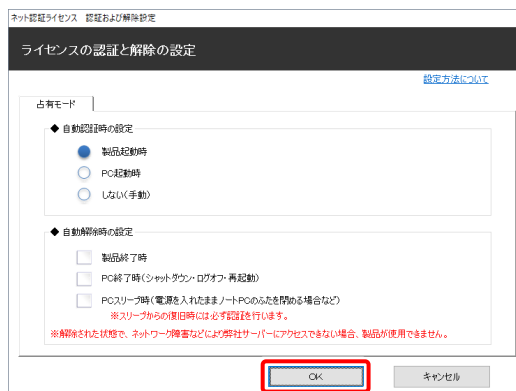 ネット認証ライセンス　認証および解除設定
ライセンスの認証と解除の設定
設定方法について
占有モード
◆ 自動認証時の設定
製品起動時
PC起動時
しない(手動)
◆ 自動解除時の設定
製品終了時
PC終了時(シャットダウン・ログオフ・再起動)
PCスリープ時(電源を入れたままノートPCのふたを閉める場合など)
※スリープからの復旧時には必ず認証を行います。
※解除された状態で、ネットワーク障害などにより弊社サーバーにアクセスできない場合、製品が使用できません。
OK
キャンセル